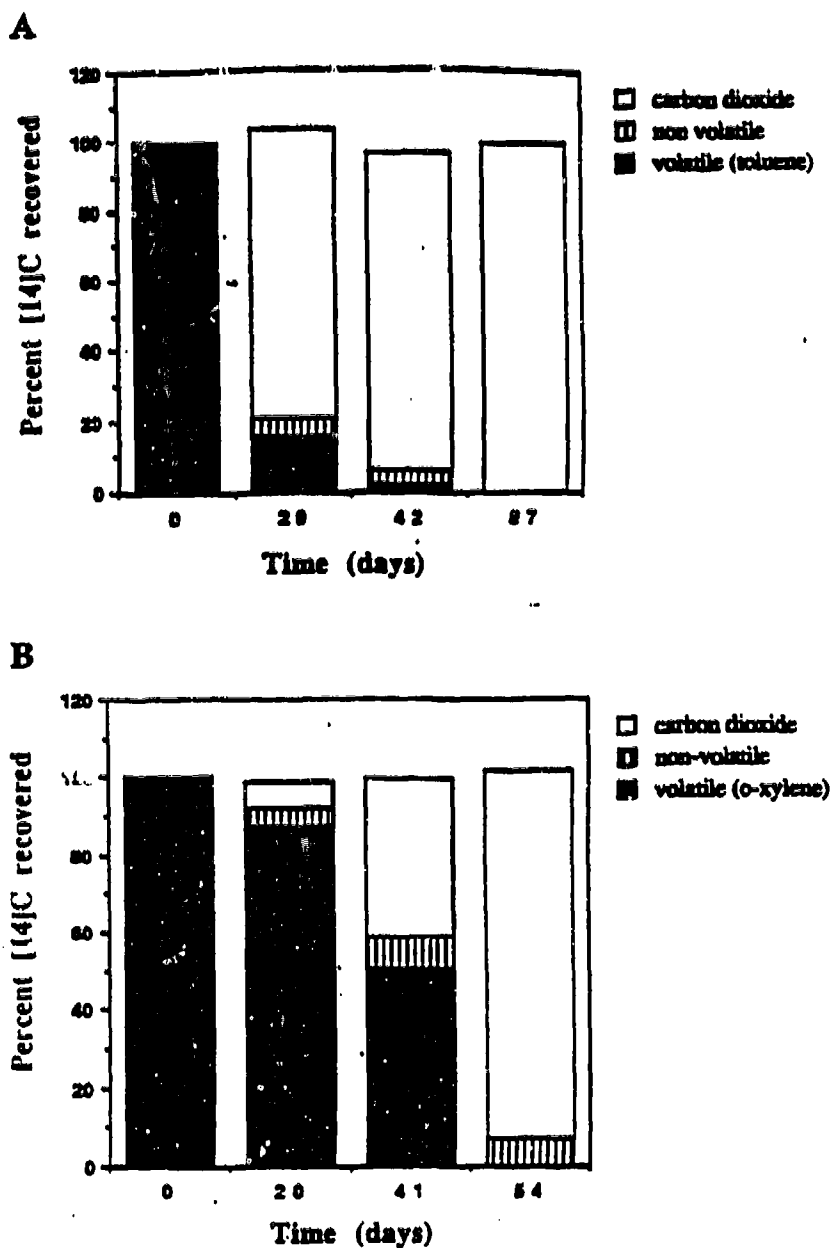 A
120
100
80
60
40
20
0
Percent [14]C recovered
0 20 42 87
Time (days)
carbon dioxide
non volatile
volatile (toluene)
B
120
80
60
40
20
0
Percent [14]C recovered
0 20 41 54
Time (days)
carbon dioxide
non-volatile
volatile (o-xylene)